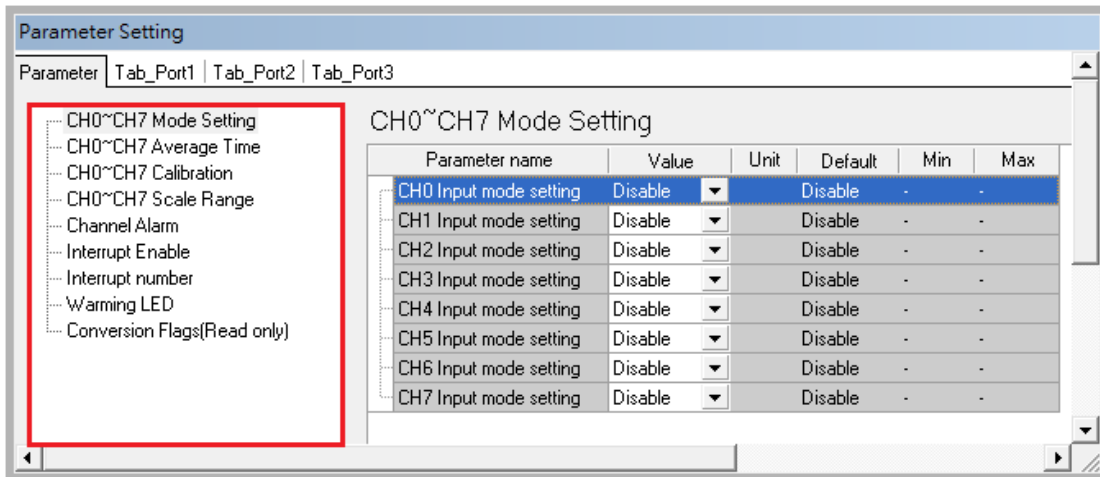 Parameter Setting
Parameter Tab_Port1 Tab_Port2 Tab_Port3
CH0~CH7 Mode Setting
CH0~CH7 Average Time
CH0~CH7 Calibration
CH0~CH7 Scale Range
Channel Alarm
Interrupt Enable
Interrupt number
Warming LED
Conversion Flags(Read only)
CH0~CH7 Mode Setting
Parameter name Value Unit Default Min Max
CH0 Input mode setting Disable Disable - -
CH1 Input mode setting Disable Disable - -
CH2 Input mode setting Disable Disable - -
CH3 Input mode setting Disable Disable - -
CH4 Input mode setting Disable Disable - -
CH5 Input mode setting Disable Disable - -
CH6 Input mode setting Disable Disable - -
CH7 Input mode setting Disable Disable - -